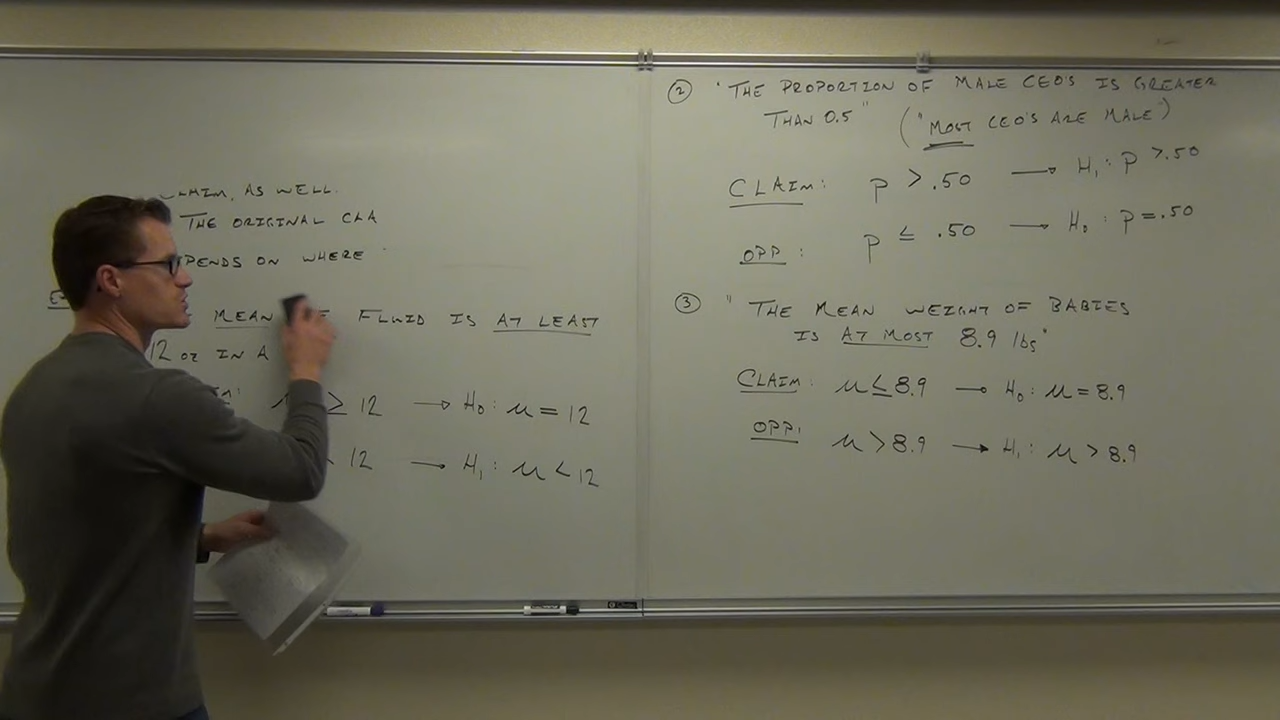 CLAIM, AS WELL.
THE ORIGINAL CLA
PENDS ON WHERE
MEAN FLUID IS AT LEAST
12 OZ IN A
≥ 12 → H₀: μ = 12
12 → H₁: μ < 12
② "THE PROPORTION OF MALE CEO'S IS GREATER
THAN 0.5" ("MOST CEO'S ARE MALE")
CLAIM: p > .50 → H₁: p > .50
OPP: p ≤ .50 → H₀: p = .50
③ "THE MEAN WEIGHT OF BABIES
IS AT MOST 8.9 lbs"
CLAIM: μ ≤ 8.9 → H₀: μ = 8.9
OPP: μ > 8.9 → H₁: μ > 8.9